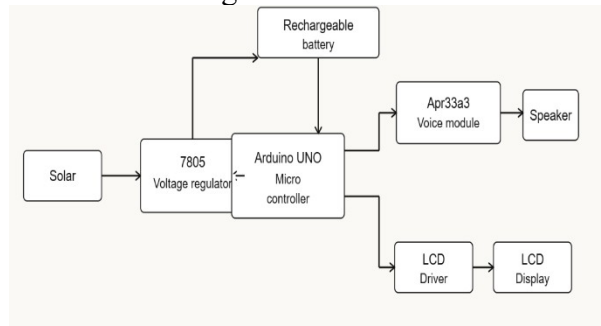 Rechargeable
battery
Apr33a3
Voice module
Speaker
7805
Voltage regulator
Arduino UNO
Micro
controller
Solar
LCD
Driver
LCD
Display